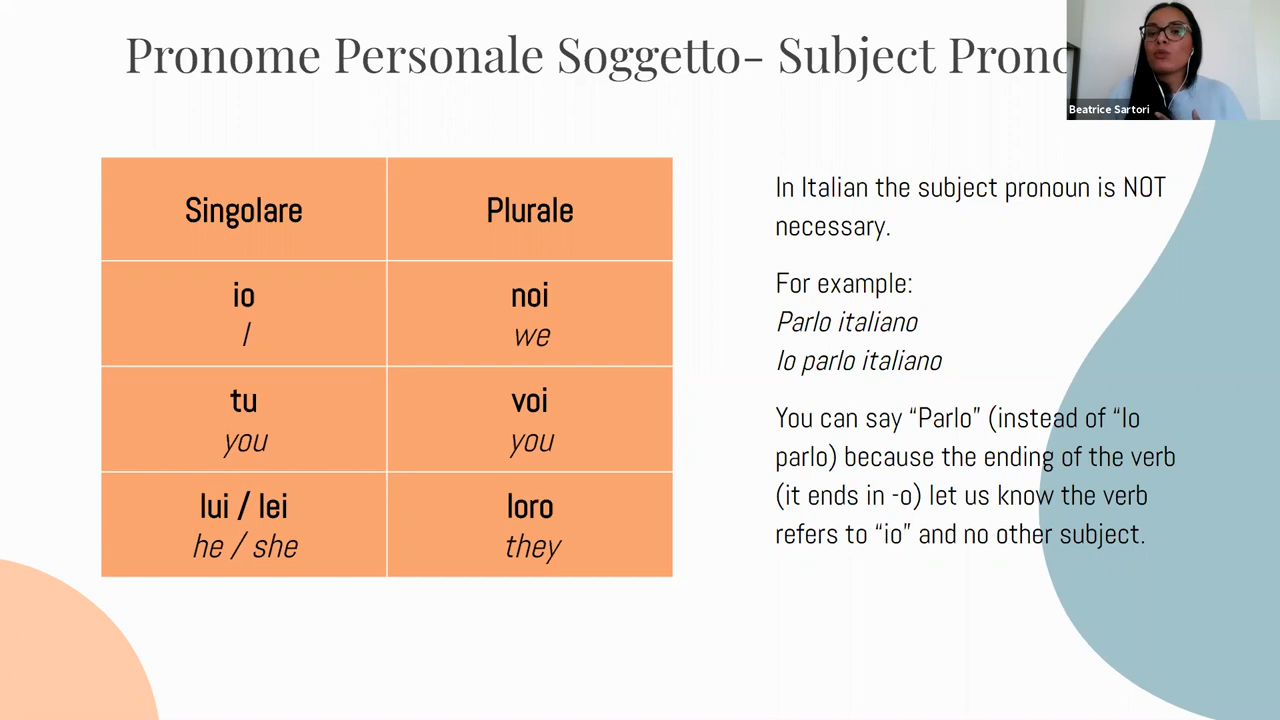 Pronome Personale Soggetto- Subject Prono
Beatrice Sartori
Singolare Plurale
io noi
I we
tu voi
you you
lui / lei loro
he / she they
In Italian the subject pronoun is NOT
necessary.
For example:
Parlo italiano
Io parlo italiano
You can say “Parlo” (instead of “Io
parlo) because the ending of the verb
(it ends in -o) let us know the verb
refers to “io” and no other subject.